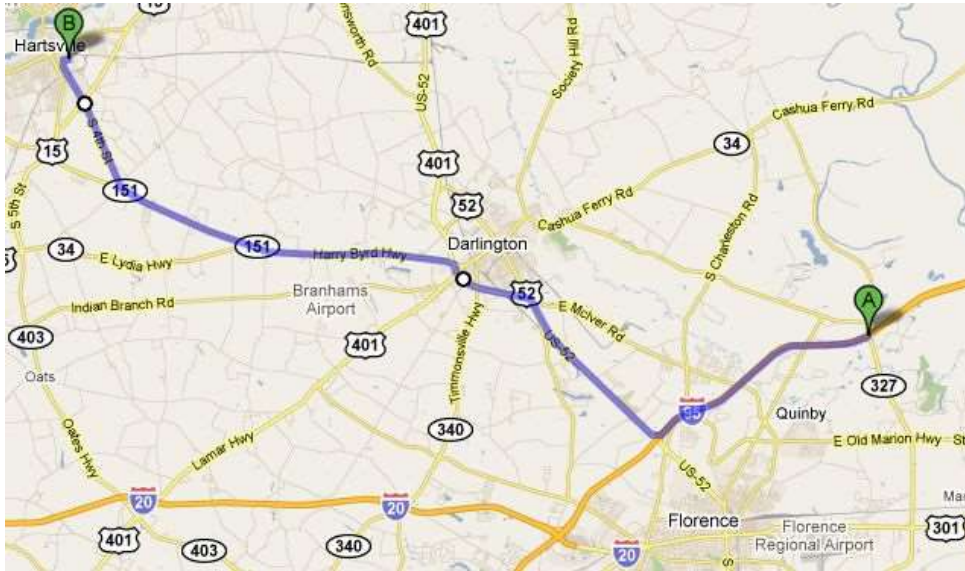 15
401
15
B
Hartsville
US-52
Society Hill Rd
Cashua Ferry Rd
34
S 4th St
15
401
151
52
S 5th St
Cashua Ferry Rd
Darlington
S Charleston Rd
34
E Lydia Hwy
151
Harry Byrd Hwy
Indian Branch Rd
Branhams
Airport
52
E McIver Rd
A
403
401
Timmonsville Hwy
US-52
327
Oats
95
Quinby
340
E Old Marion Hwy
Oates Hwy
Lamar Hwy
US-52
20
20
Florence
Florence
Regional Airport
301
401
403
340
20
S